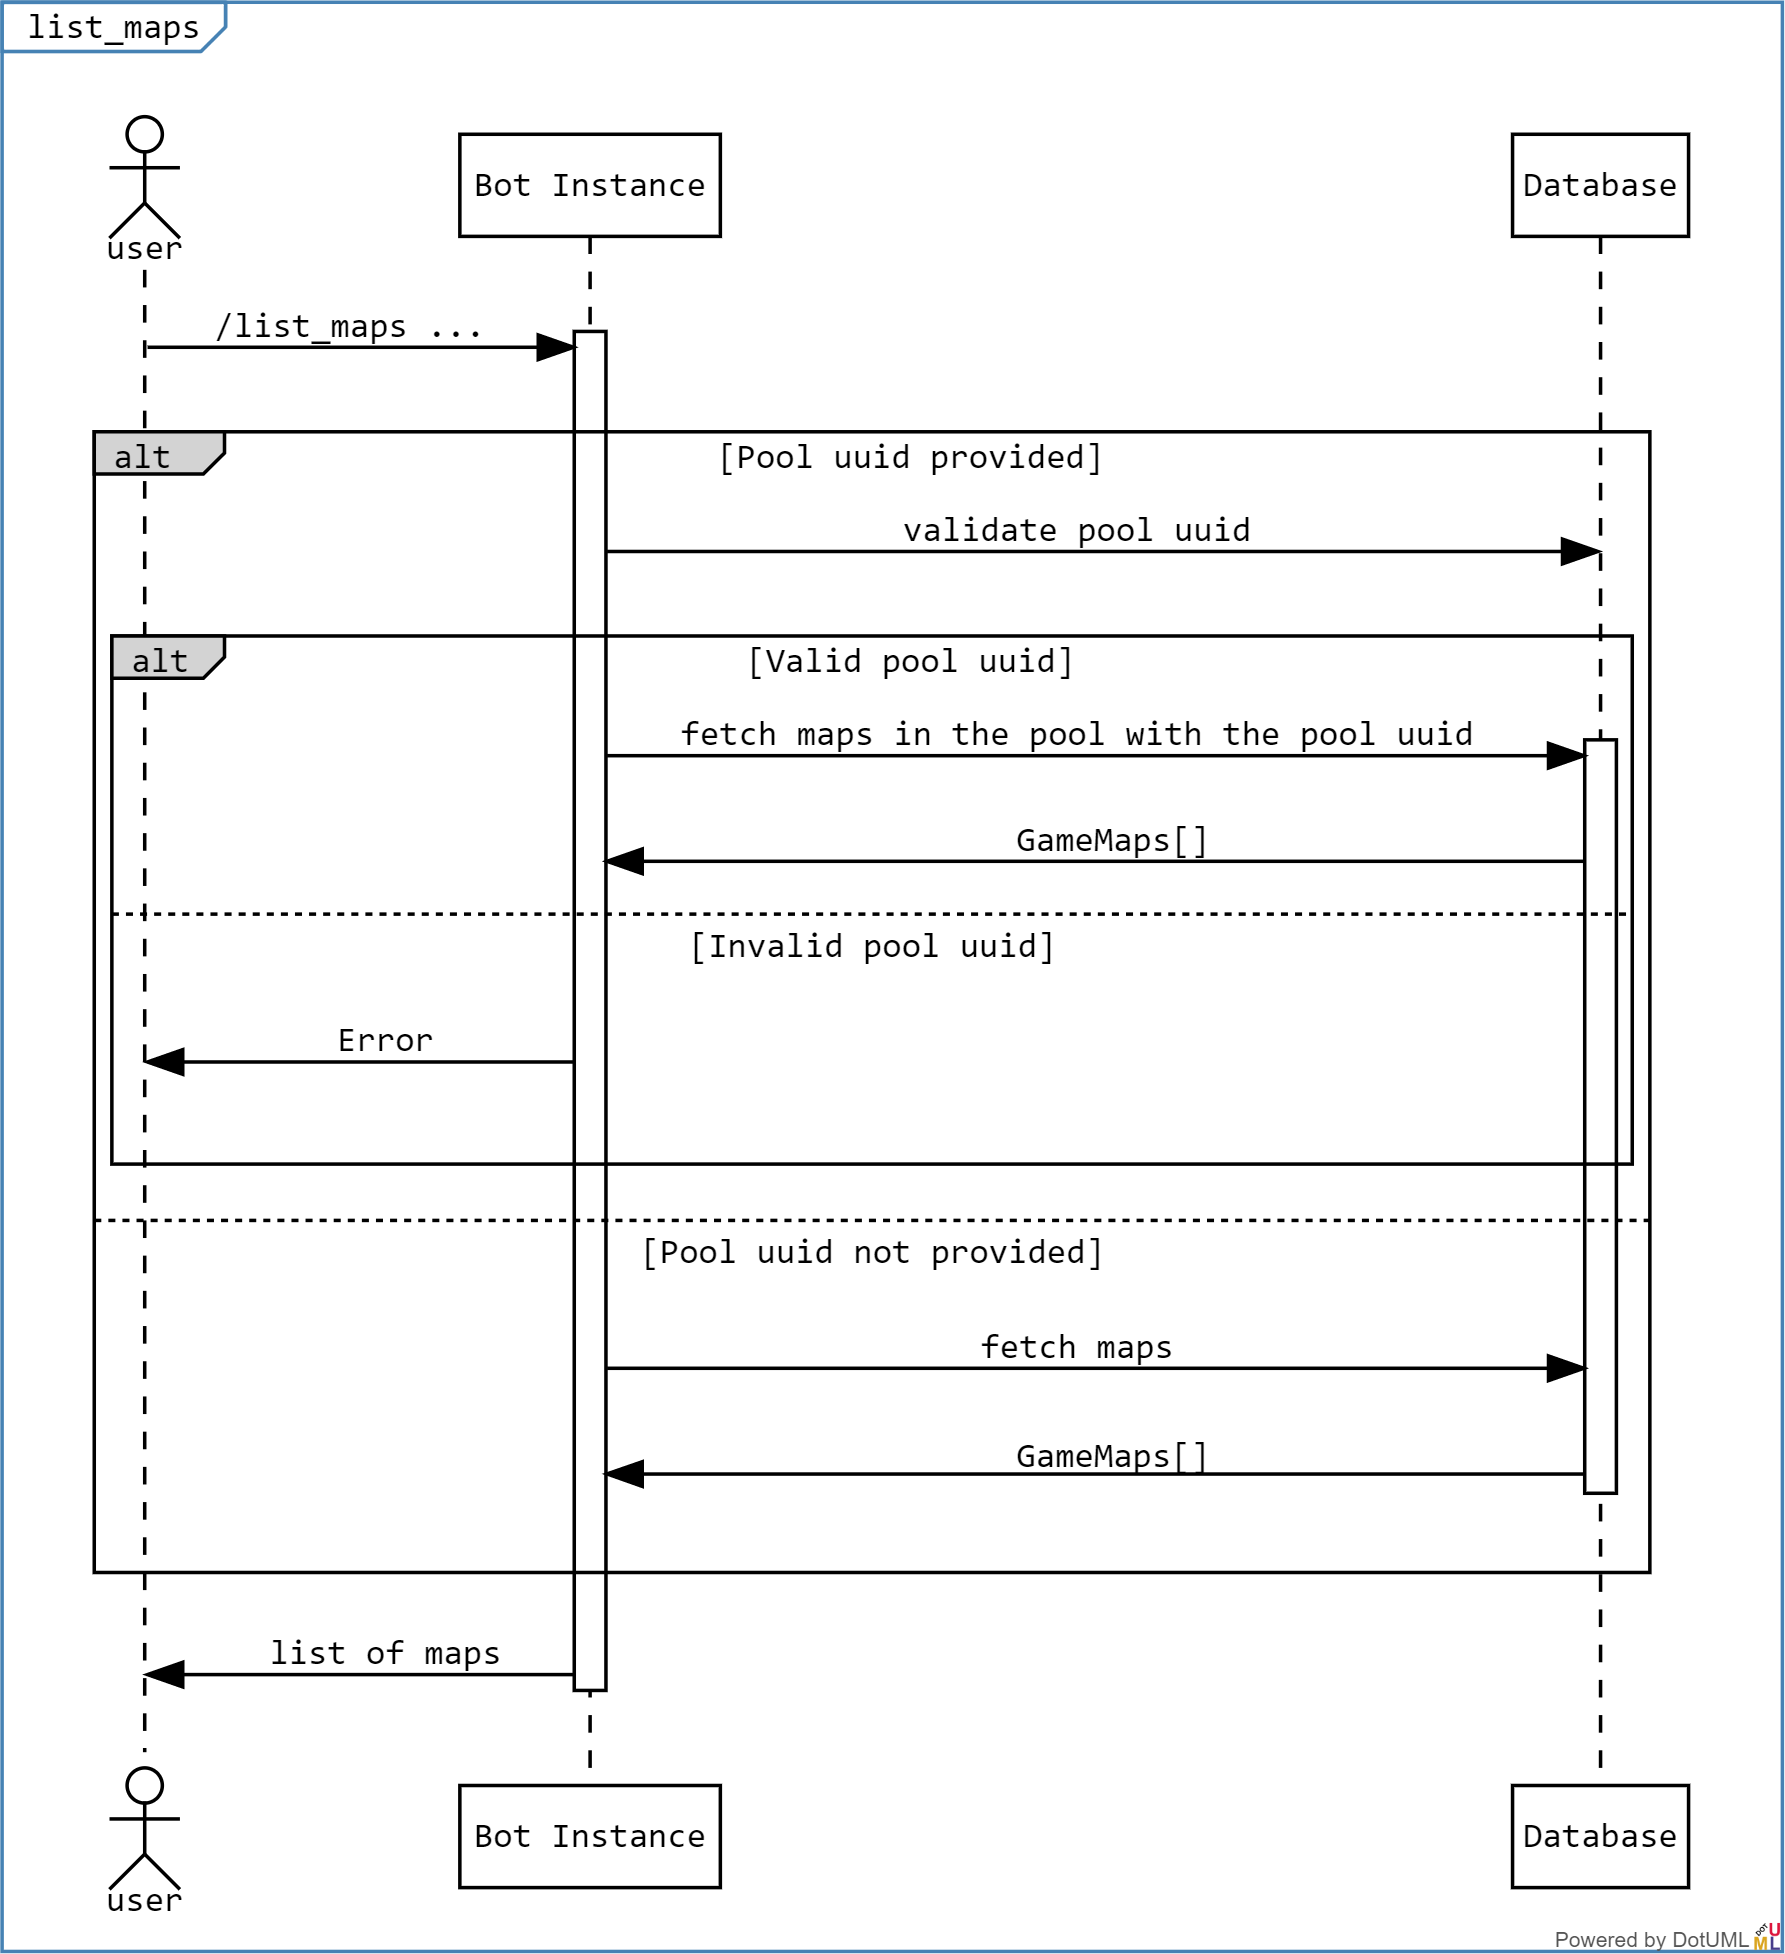 list_maps
user
Bot Instance
Database
/list_maps ...
alt
[Pool uuid provided]
validate pool uuid
alt
[Valid pool uuid]
fetch maps in the pool with the pool uuid
GameMaps[]
[Invalid pool uuid]
Error
[Pool uuid not provided]
fetch maps
GameMaps[]
list of maps
user
Bot Instance
Database
Powered by DotUML
DOT
U
M
L